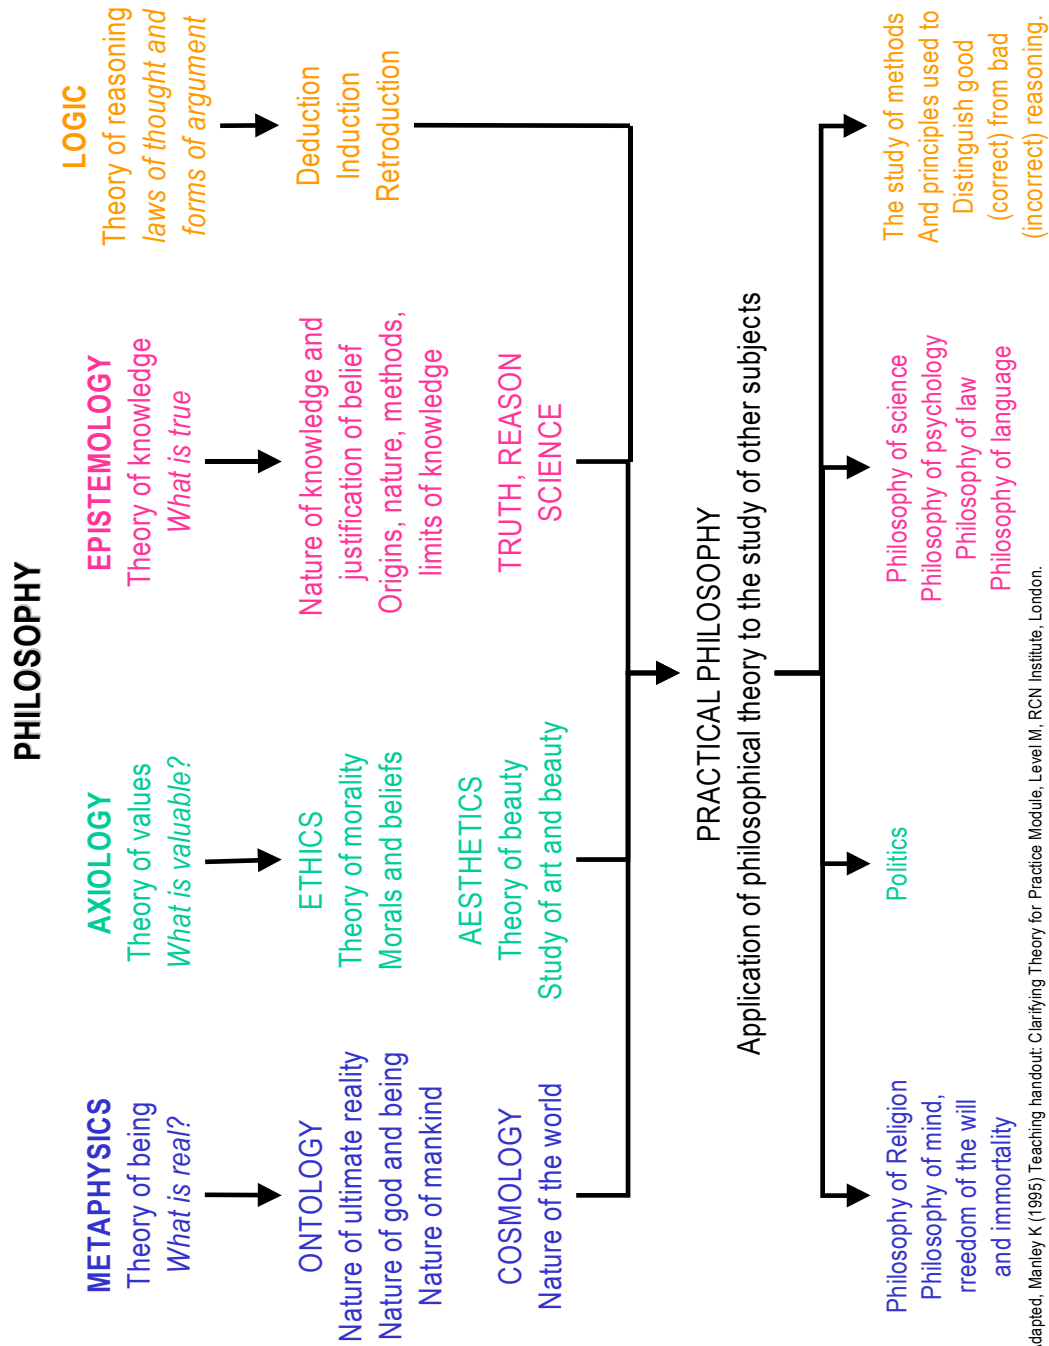 PHILOSOPHY
METAPHYSICS
Theory of being
What is real?
ONTOLOGY
Nature of ultimate reality
Nature of god and being
Nature of mankind
COSMOLOGY
Nature of the world
AXIOLOGY
Theory of values
What is valuable?
ETHICS
Theory of morality
Morals and beliefs
AESTHETICS
Theory of beauty
Study of art and beauty
EPISTEMOLOGY
Theory of knowledge
What is true
Nature of knowledge and
justification of belief
Origins, nature, methods,
limits of knowledge
TRUTH, REASON
SCIENCE
LOGIC
Theory of reasoning
laws of thought and
forms of argument
Deduction
Induction
Retroduction
PRACTICAL PHILOSOPHY
Application of philosophical theory to the study of other subjects
Philosophy of Religion
Philosophy of mind,
rreedom of the will
and immortality
Politics
Philosophy of science
Philosophy of psychology
Philosophy of law
Philosophy of language
The study of methods
And principles used to
Distinguish good
(correct) from bad
(incorrect) reasoning.
dapted, Manley K (1995) Teaching handout: Clarifying Theory for Practice Module, Level M, RCN Institute, London.